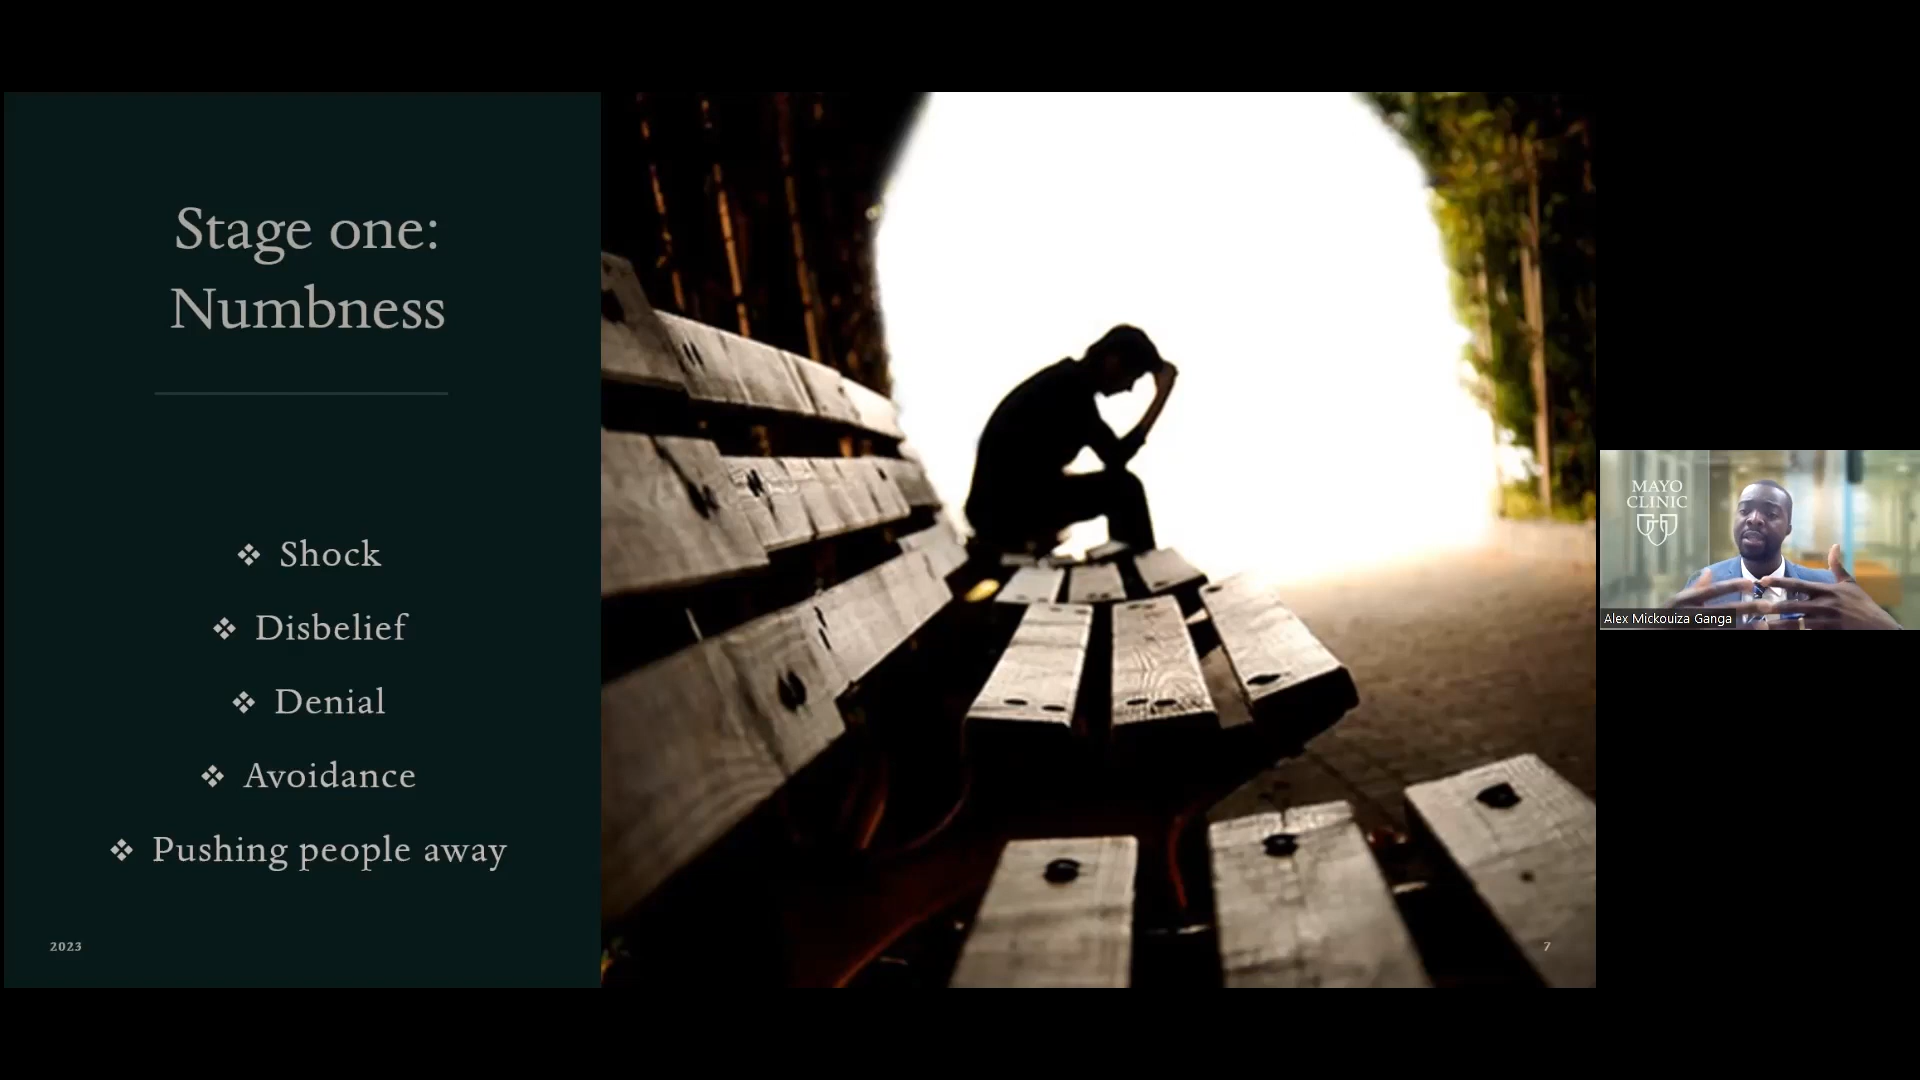 Stage one:
Numbness
❖ Shock
❖ Disbelief
❖ Denial
❖ Avoidance
❖ Pushing people away
2023
7
MAYO
CLINIC
Alex Mickouiza Ganga